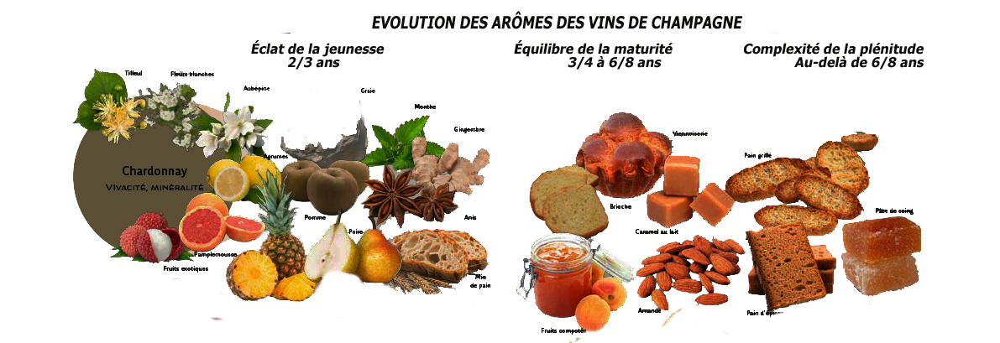 EVOLUTION DES ARÔMES DES VINS DE CHAMPAGNE
Éclat de la jeunesse
2/3 ans
Équilibre de la maturité
3/4 à 6/8 ans
Complexité de la plénitude
Au-delà de 6/8 ans
Tilleul
Fleurs blanches
Aubépine
Craie
Menthe
Gingembre
Agrumes
Chardonnay
Vivacité, minéralité
Pomme
Poire
Anis
Pamplemousse
Fruits exotiques
Mie
de pain
Viennoiserie
Brioche
Caramel au lait
Fruits compotés
Amande
Pain grillé
Pâte de coing
Pain d'épi